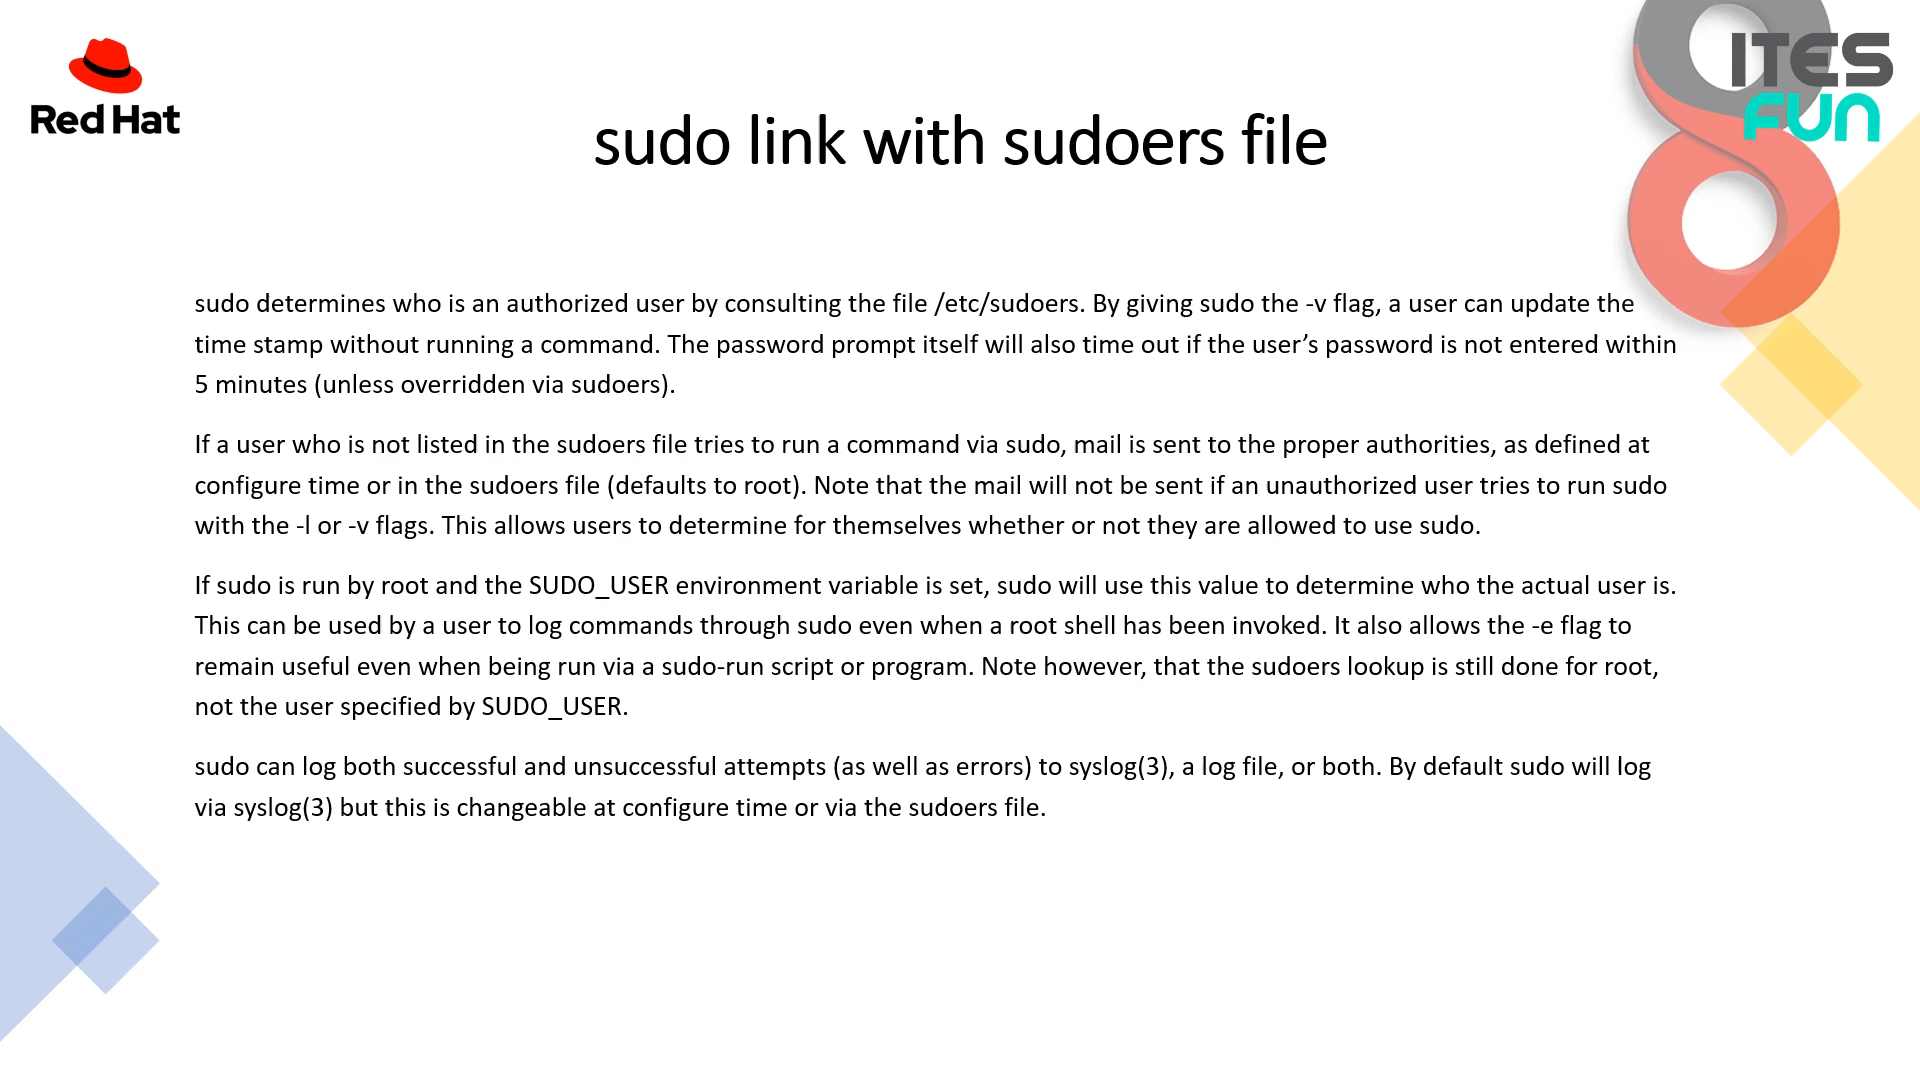 Red Hat
ITES
FUN
sudo link with sudoers file
sudo determines who is an authorized user by consulting the file /etc/sudoers. By giving sudo the -v flag, a user can update the
time stamp without running a command. The password prompt itself will also time out if the user’s password is not entered within
5 minutes (unless overridden via sudoers).
If a user who is not listed in the sudoers file tries to run a command via sudo, mail is sent to the proper authorities, as defined at
configure time or in the sudoers file (defaults to root). Note that the mail will not be sent if an unauthorized user tries to run sudo
with the -l or -v flags. This allows users to determine for themselves whether or not they are allowed to use sudo.
If sudo is run by root and the SUDO_USER environment variable is set, sudo will use this value to determine who the actual user is.
This can be used by a user to log commands through sudo even when a root shell has been invoked. It also allows the -e flag to
remain useful even when being run via a sudo-run script or program. Note however, that the sudoers lookup is still done for root,
not the user specified by SUDO_USER.
sudo can log both successful and unsuccessful attempts (as well as errors) to syslog(3), a log file, or both. By default sudo will log
via syslog(3) but this is changeable at configure time or via the sudoers file.